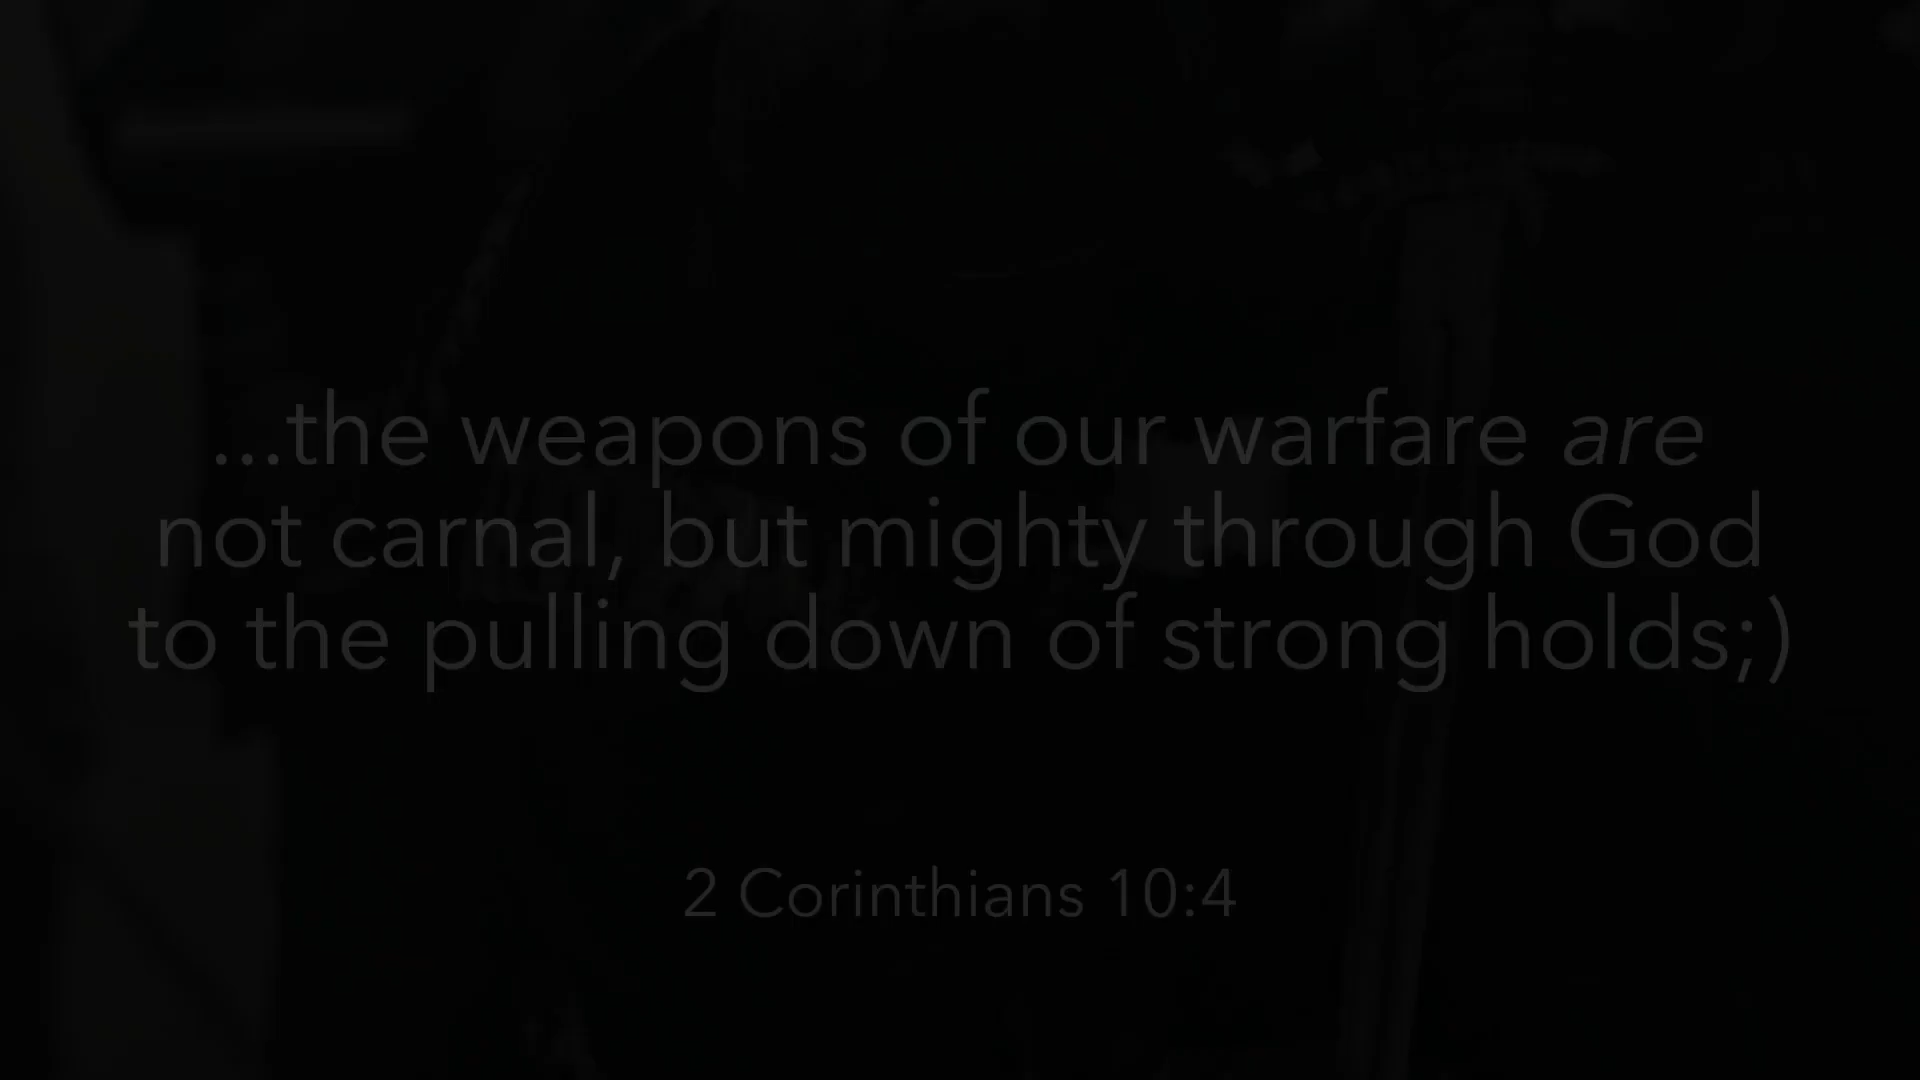 ...the weapons of our warfare are
not carnal, but mighty through God
to the pulling down of strong holds;)
2 Corinthians 10:4